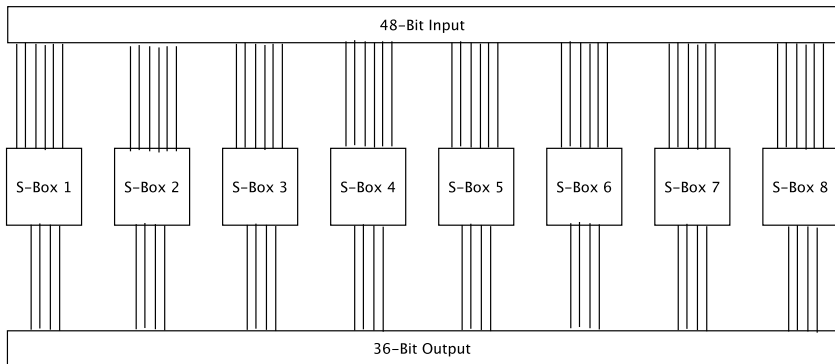 48-Bit Input
S-Box 1
S-Box 2
S-Box 3
S-Box 4
S-Box 5
S-Box 6
S-Box 7
S-Box 8
36-Bit Output